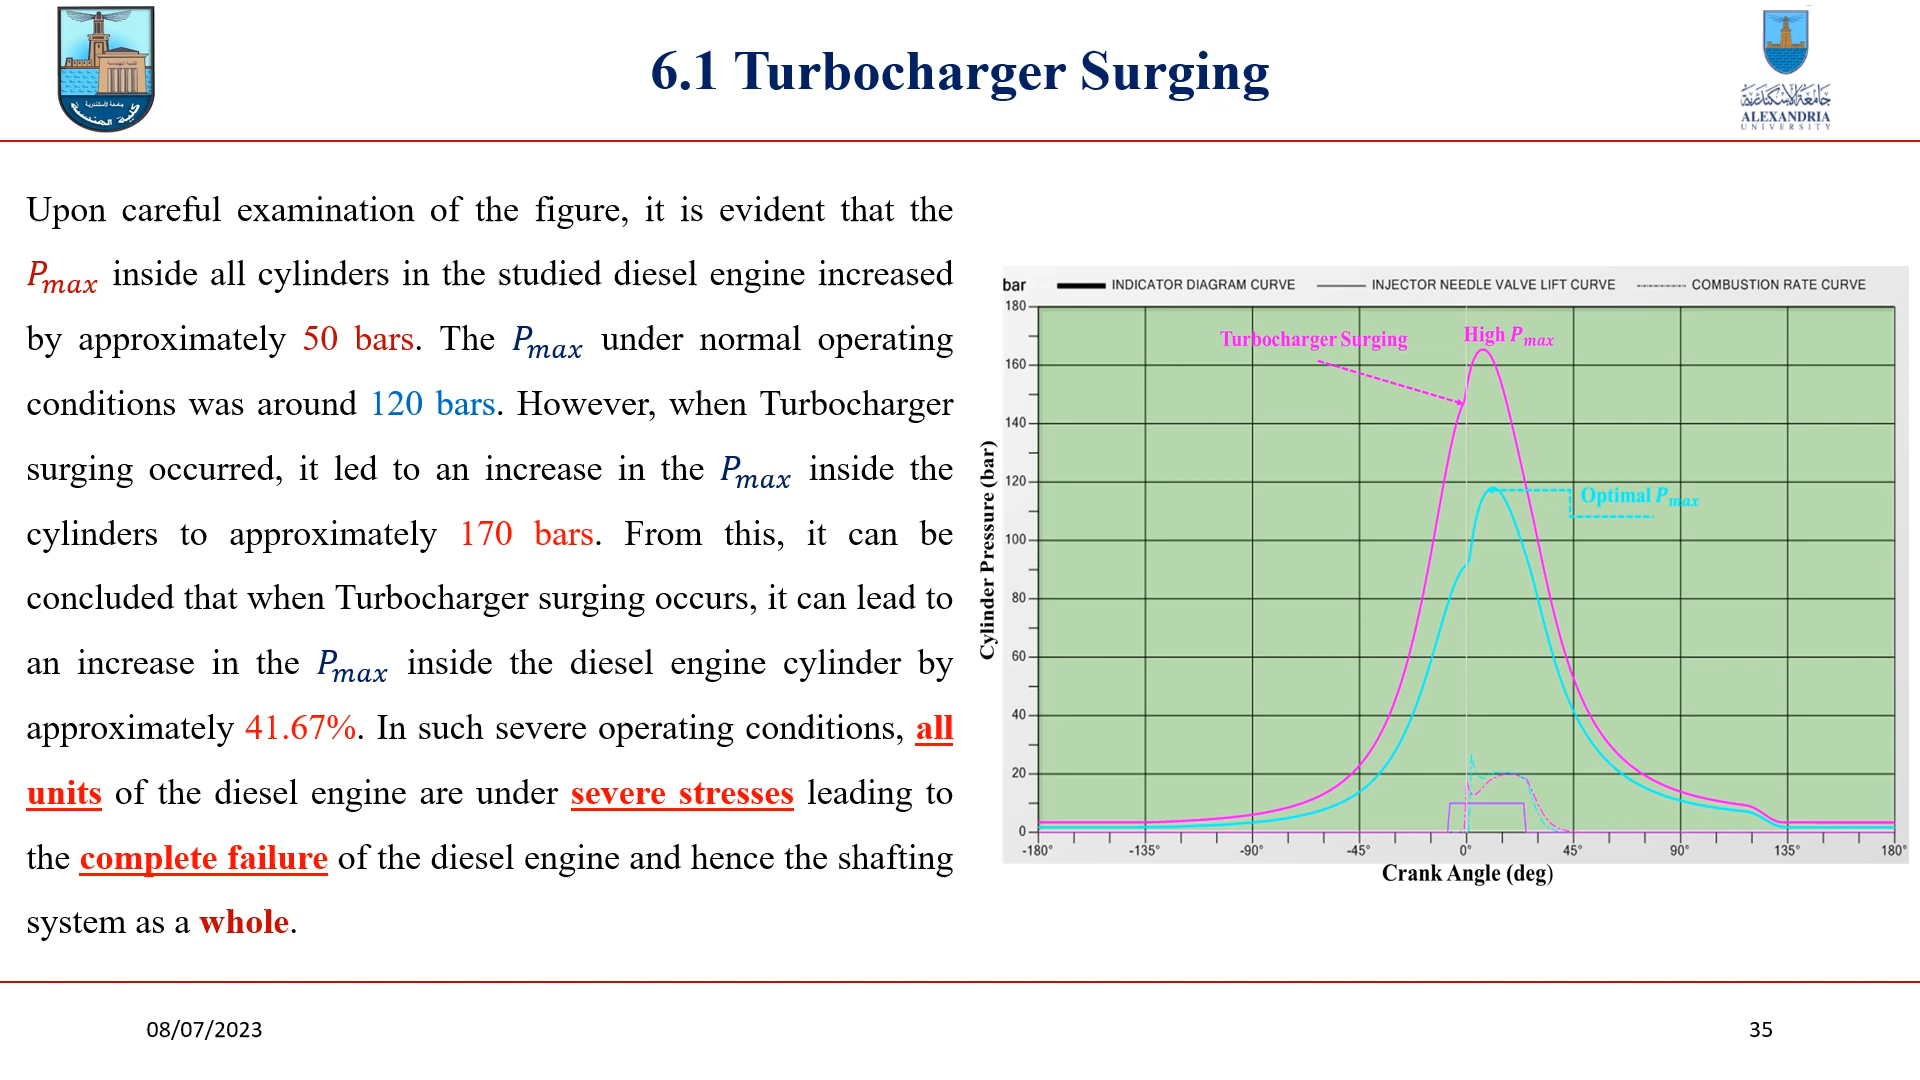 6.1 Turbocharger Surging
جامعة الإسكندرية
كلية الهندسة
جامعة الإسكندرية
ALEXANDRIA
UNIVERSITY
Upon careful examination of the figure, it is evident that the
Pmax inside all cylinders in the studied diesel engine increased
by approximately 50 bars. The Pmax under normal operating
conditions was around 120 bars. However, when Turbocharger
surging occurred, it led to an increase in the Pmax inside the
cylinders to approximately 170 bars. From this, it can be
concluded that when Turbocharger surging occurs, it can lead to
an increase in the Pmax inside the diesel engine cylinder by
approximately 41.67%. In such severe operating conditions, all
units of the diesel engine are under severe stresses leading to
the complete failure of the diesel engine and hence the shafting
system as a whole.
bar
INDICATOR DIAGRAM CURVE
INJECTOR NEEDLE VALVE LIFT CURVE
COMBUSTION RATE CURVE
180
160
140
120
100
80
60
40
20
0
Cylinder Pressure (bar)
Turbocharger Surging
High Pmax
Optimal Pmax
-180° -135° -90° -45° 0° 45° 90° 135° 180°
Crank Angle (deg)
08/07/2023
35